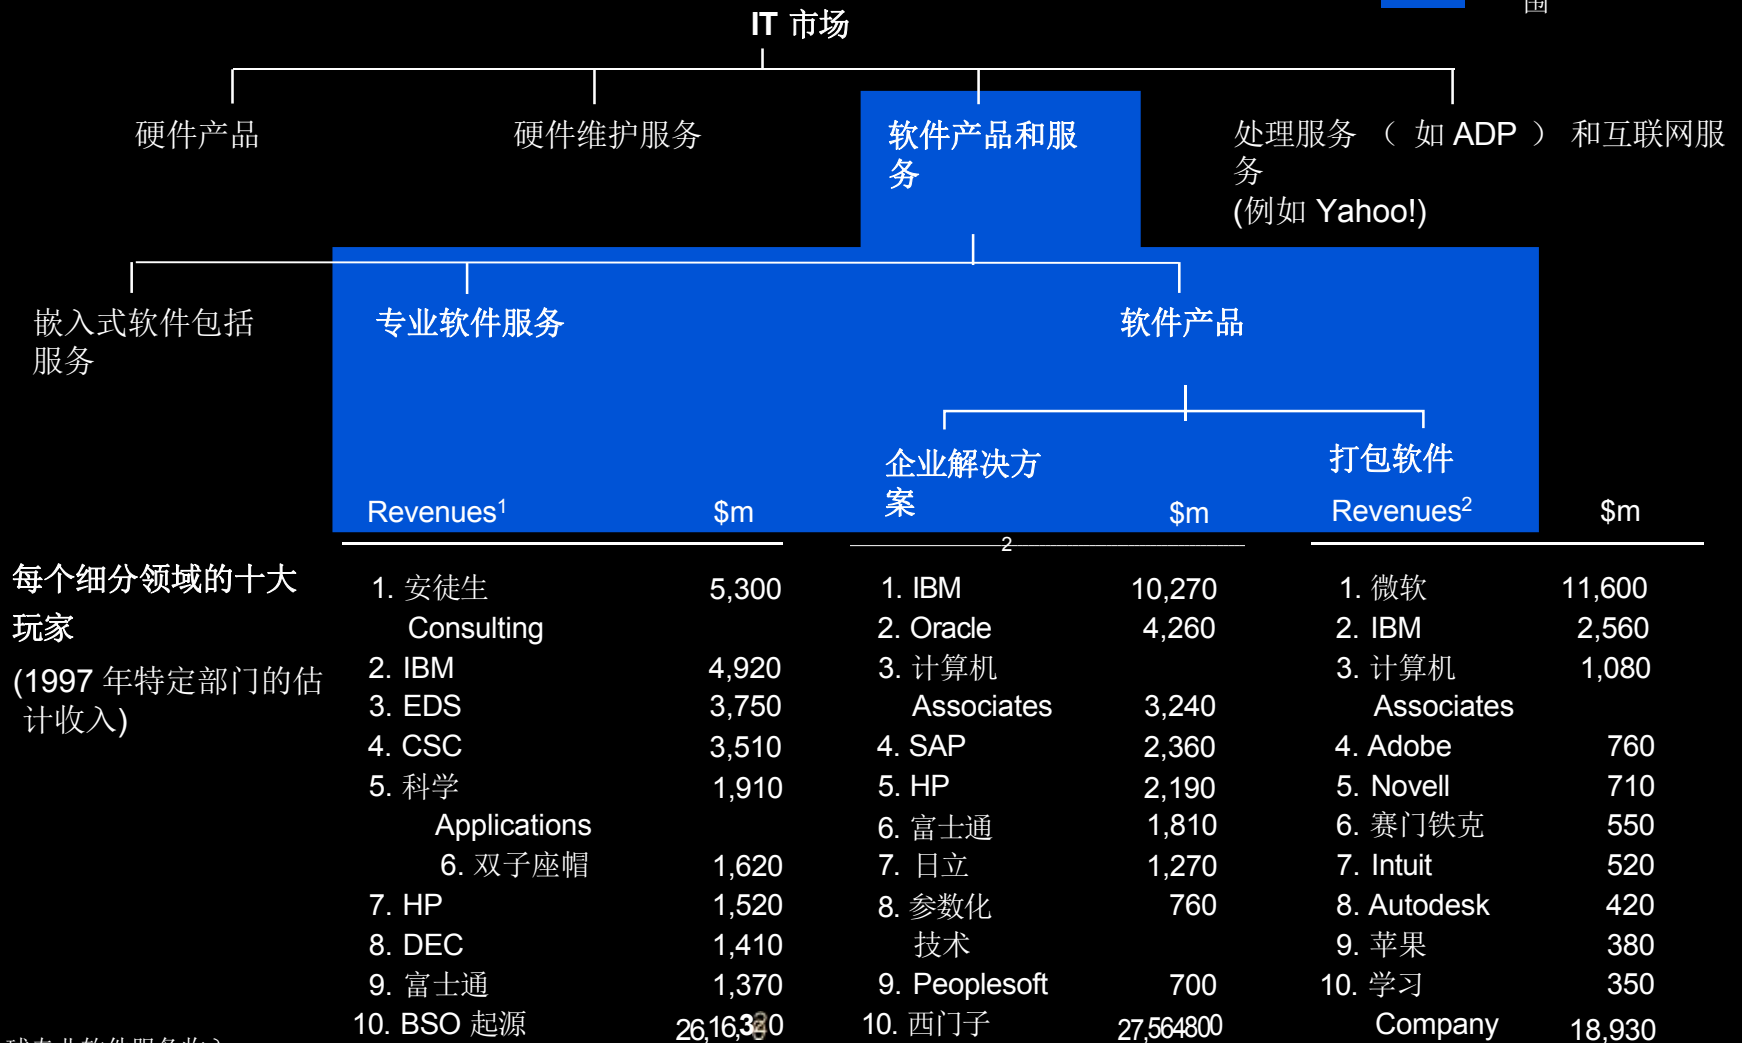 围
IT 市场
硬件产品
硬件维护服务
软件产品和服
务
处理服务 （ 如 ADP ） 和互联网服
务
(例如 Yahoo!)
嵌入式软件包括
服务
专业软件服务
软件产品
企业解决方
案
打包软件
Revenues1 $m
$m
Revenues2 $m
2
每个细分领域的十大
玩家
(1997 年特定部门的估
计收入)
1. 安徒生 5,300
Consulting
2. IBM 4,920
3. EDS 3,750
4. CSC 3,510
5. 科学 1,910
Applications
6. 双子座帽 1,620
7. HP 1,520
8. DEC 1,410
9. 富士通 1,370
10. BSO 起源
1. IBM 10,270
2. Oracle 4,260
3. 计算机
Associates 3,240
4. SAP 2,360
5. HP 2,190
6. 富士通 1,810
7. 日立 1,270
8. 参数化 760
技术
9. Peoplesoft 700
10. 西门子
1. 微软 11,600
2. IBM 2,560
3. 计算机 1,080
Associates
4. Adobe 760
5. Novell 710
6. 赛门铁克 550
7. Intuit 520
8. Autodesk 420
9. 苹果 380
10. 学习 350
Company 18,930